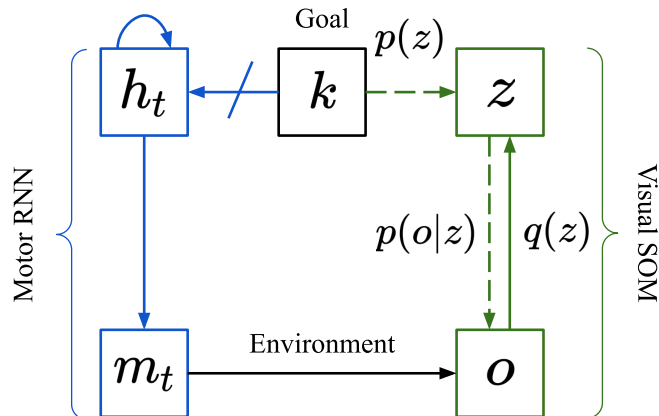 Goal
p(z)
h_t
k
z
Motor RNN
p(o|z)
q(z)
Visual SOM
Environment
m_t
o